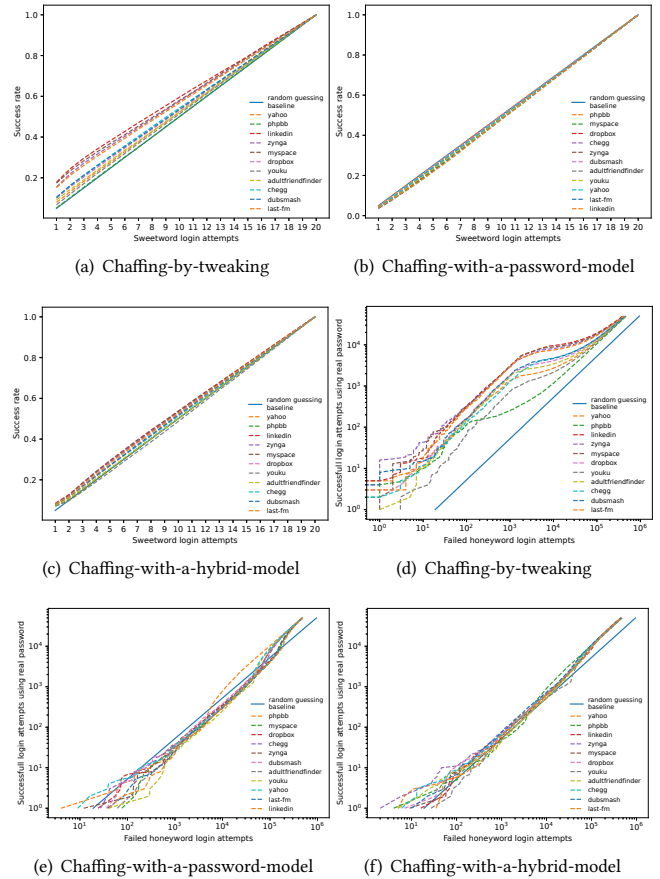 1.0
0.8
0.6
0.4
0.2
Success rate
random guessing
baseline
yahoo
phpbb
linkedin
zynga
myspace
dropbox
youku
adultfriendfinder
chegg
dubsmash
last-fm
1 2 3 4 5 6 7 8 9 10 11 12 13 14 15 16 17 18 19 20
Sweetword login attempts
(a) Chaffing-by-tweaking
1.0
0.8
0.6
0.4
0.2
0.0
Success rate
random guessing
baseline
phpbb
myspace
dropbox
chegg
zynga
dubsmash
adultfriendfinder
youku
yahoo
last-fm
linkedin
1 2 3 4 5 6 7 8 9 10 11 12 13 14 15 16 17 18 19 20
Sweetword login attempts
(b) Chaffing-with-a-password-model
1.0
0.8
0.6
0.4
0.2
Success rate
random guessing
baseline
yahoo
phpbb
linkedin
zynga
myspace
dropbox
youku
adultfriendfinder
chegg
dubsmash
last-fm
1 2 3 4 5 6 7 8 9 10 11 12 13 14 15 16 17 18 19 20
Sweetword login attempts
(c) Chaffing-with-a-hybrid-model
10⁴
10³
10²
10¹
10⁰
Successfull login attempts using real password
random guessing
baseline
yahoo
phpbb
linkedin
zynga
myspace
dropbox
youku
adultfriendfinder
chegg
dubsmash
last-fm
10⁰ 10¹ 10² 10³ 10⁴ 10⁵ 10⁶
Failed honeyword login attempts
(d) Chaffing-by-tweaking
10⁴
10³
10²
10¹
10⁰
Successfull login attempts using real password
random guessing
baseline
phpbb
myspace
dropbox
chegg
zynga
dubsmash
adultfriendfinder
youku
yahoo
last-fm
linkedin
10¹ 10² 10³ 10⁴ 10⁵ 10⁶
Failed honeyword login attempts
(e) Chaffing-with-a-password-model
10⁴
10³
10²
10¹
10⁰
Successfull login attempts using real password
random guessing
baseline
yahoo
phpbb
linkedin
zynga
myspace
dropbox
youku
adultfriendfinder
chegg
dubsmash
last-fm
10¹ 10² 10³ 10⁴ 10⁵ 10⁶
Failed honeyword login attempts
(f) Chaffing-with-a-hybrid-model